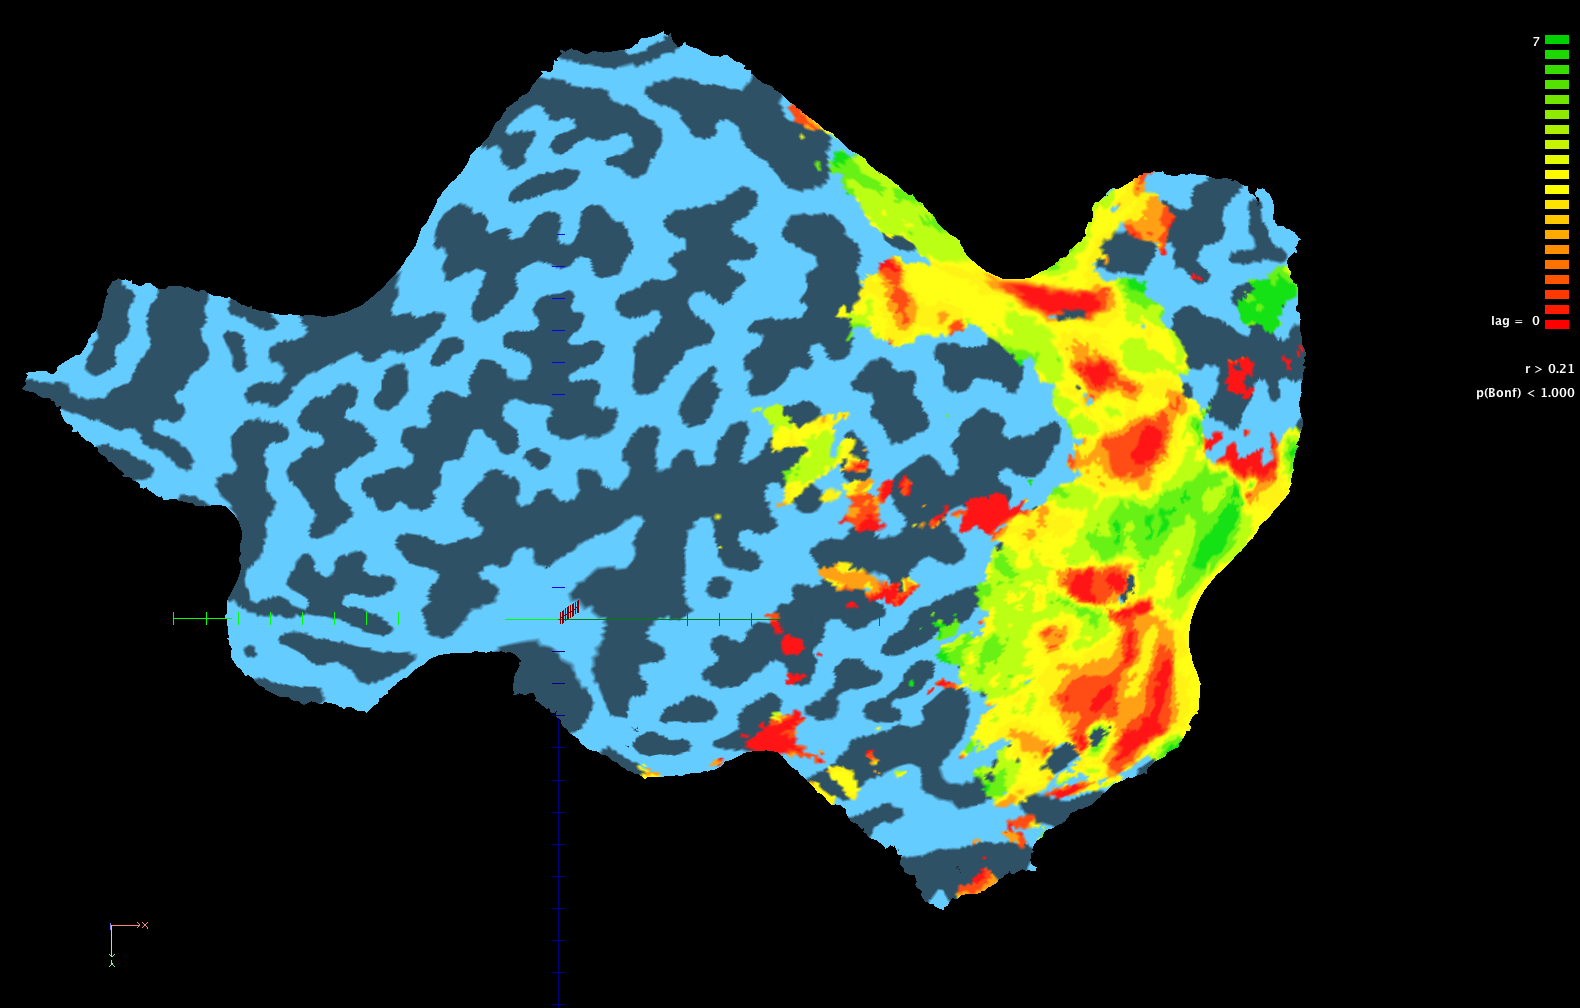 7
lag = 0
r > 0.21
p(Bonf) < 1.000
X
Y